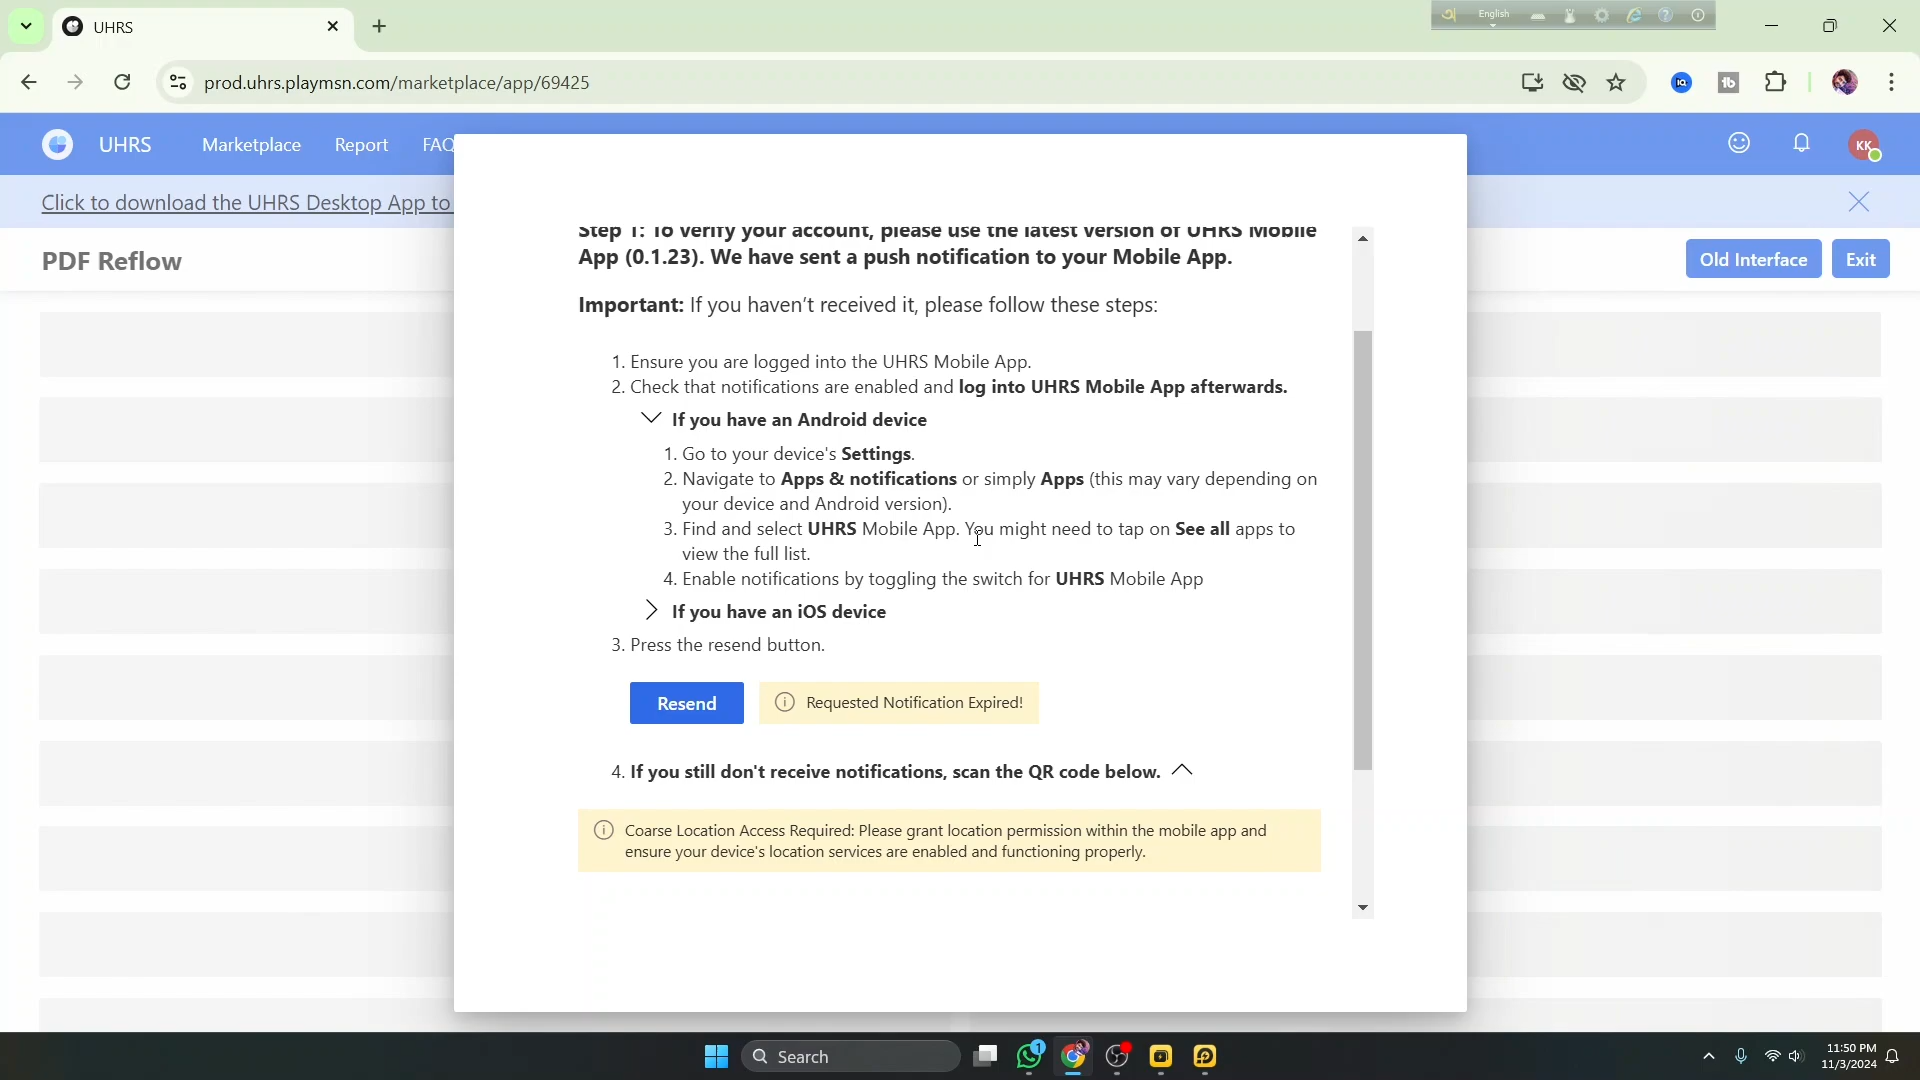 UHRS
English
prod.uhrs.playmsn.com/marketplace/app/69425
UHRS
Marketplace
Report
FAQ
KK
Click to download the UHRS Desktop App to
PDF Reflow
Old Interface
Exit
Step 1: To verify your account, please use the latest version of UHRS Mobile
App (0.1.23). We have sent a push notification to your Mobile App.
Important: If you haven’t received it, please follow these steps:
1. Ensure you are logged into the UHRS Mobile App.
2. Check that notifications are enabled and log into UHRS Mobile App afterwards.
If you have an Android device
1. Go to your device's Settings.
2. Navigate to Apps & notifications or simply Apps (this may vary depending on
your device and Android version).
3. Find and select UHRS Mobile App. You might need to tap on See all apps to
view the full list.
4. Enable notifications by toggling the switch for UHRS Mobile App
If you have an iOS device
3. Press the resend button.
Resend
Requested Notification Expired!
4. If you still don't receive notifications, scan the QR code below.
Coarse Location Access Required: Please grant location permission within the mobile app and
ensure your device's location services are enabled and functioning properly.
Search
1
11:50 PM
11/3/2024